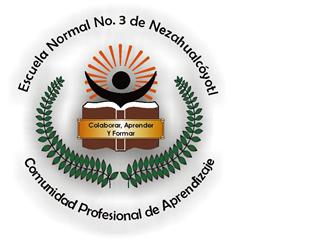 Escuela Normal No. 3 de Nezahualcóyotl
Colaborar, Aprender
Y Formar
Comunidad Profesional de Aprendizaje